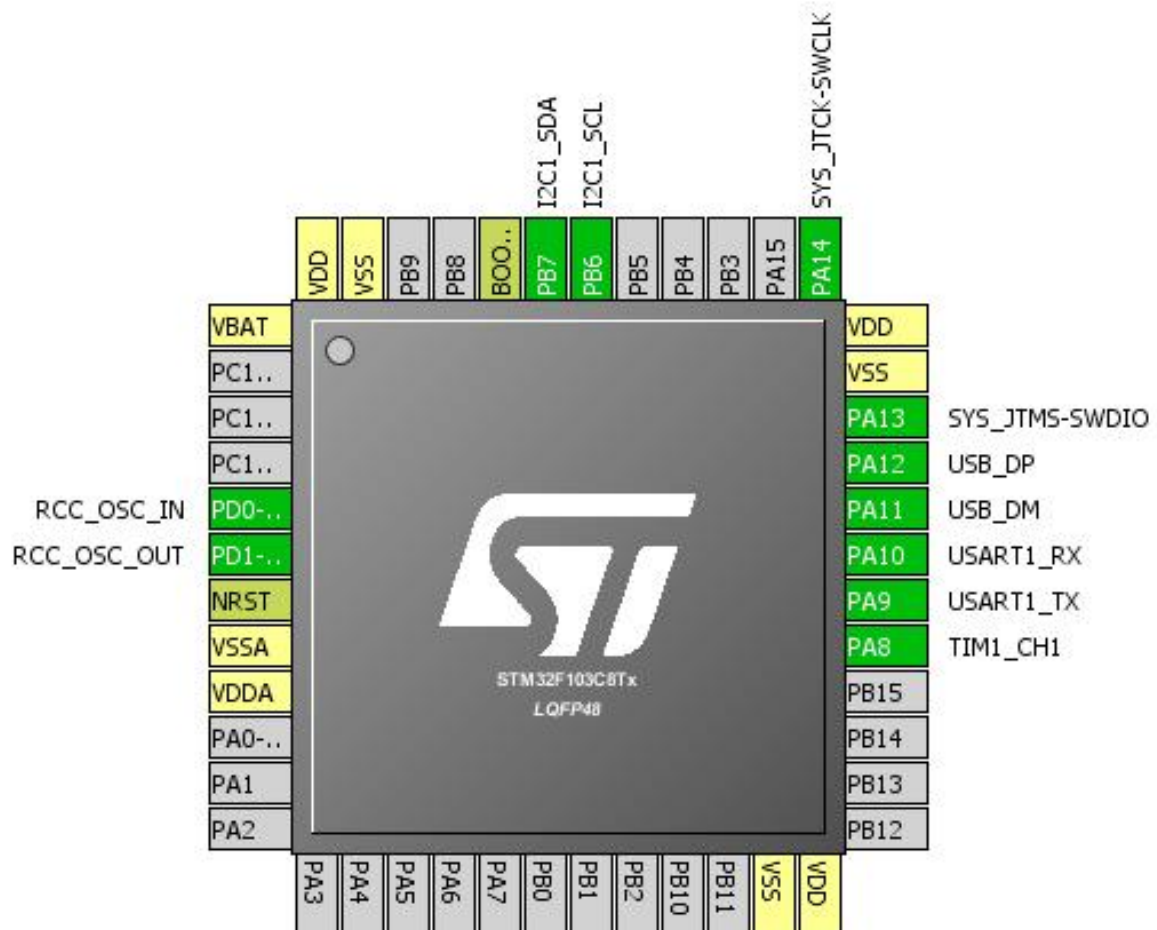 I2C1_SDA
I2C1_SCL
SYS_JTCK-SWCLK
VDD
VSS
PB9
PB8
BOO..
PB7
PB6
PB5
PB4
PB3
PA15
PA14
VBAT
PC1..
PC1..
PC1..
RCC_OSC_IN PD0-..
RCC_OSC_OUT PD1-..
NRST
VSSA
VDDA
PA0-..
PA1
PA2
VDD
VSS
PA13 SYS_JTMS-SWDIO
PA12 USB_DP
PA11 USB_DM
PA10 USART1_RX
PA9 USART1_TX
PA8 TIM1_CH1
PB15
PB14
PB13
PB12
ST
STM32F103C8Tx
LQFP48
PA3
PA4
PA5
PA6
PA7
PB0
PB1
PB2
PB10
PB11
VSS
VDD